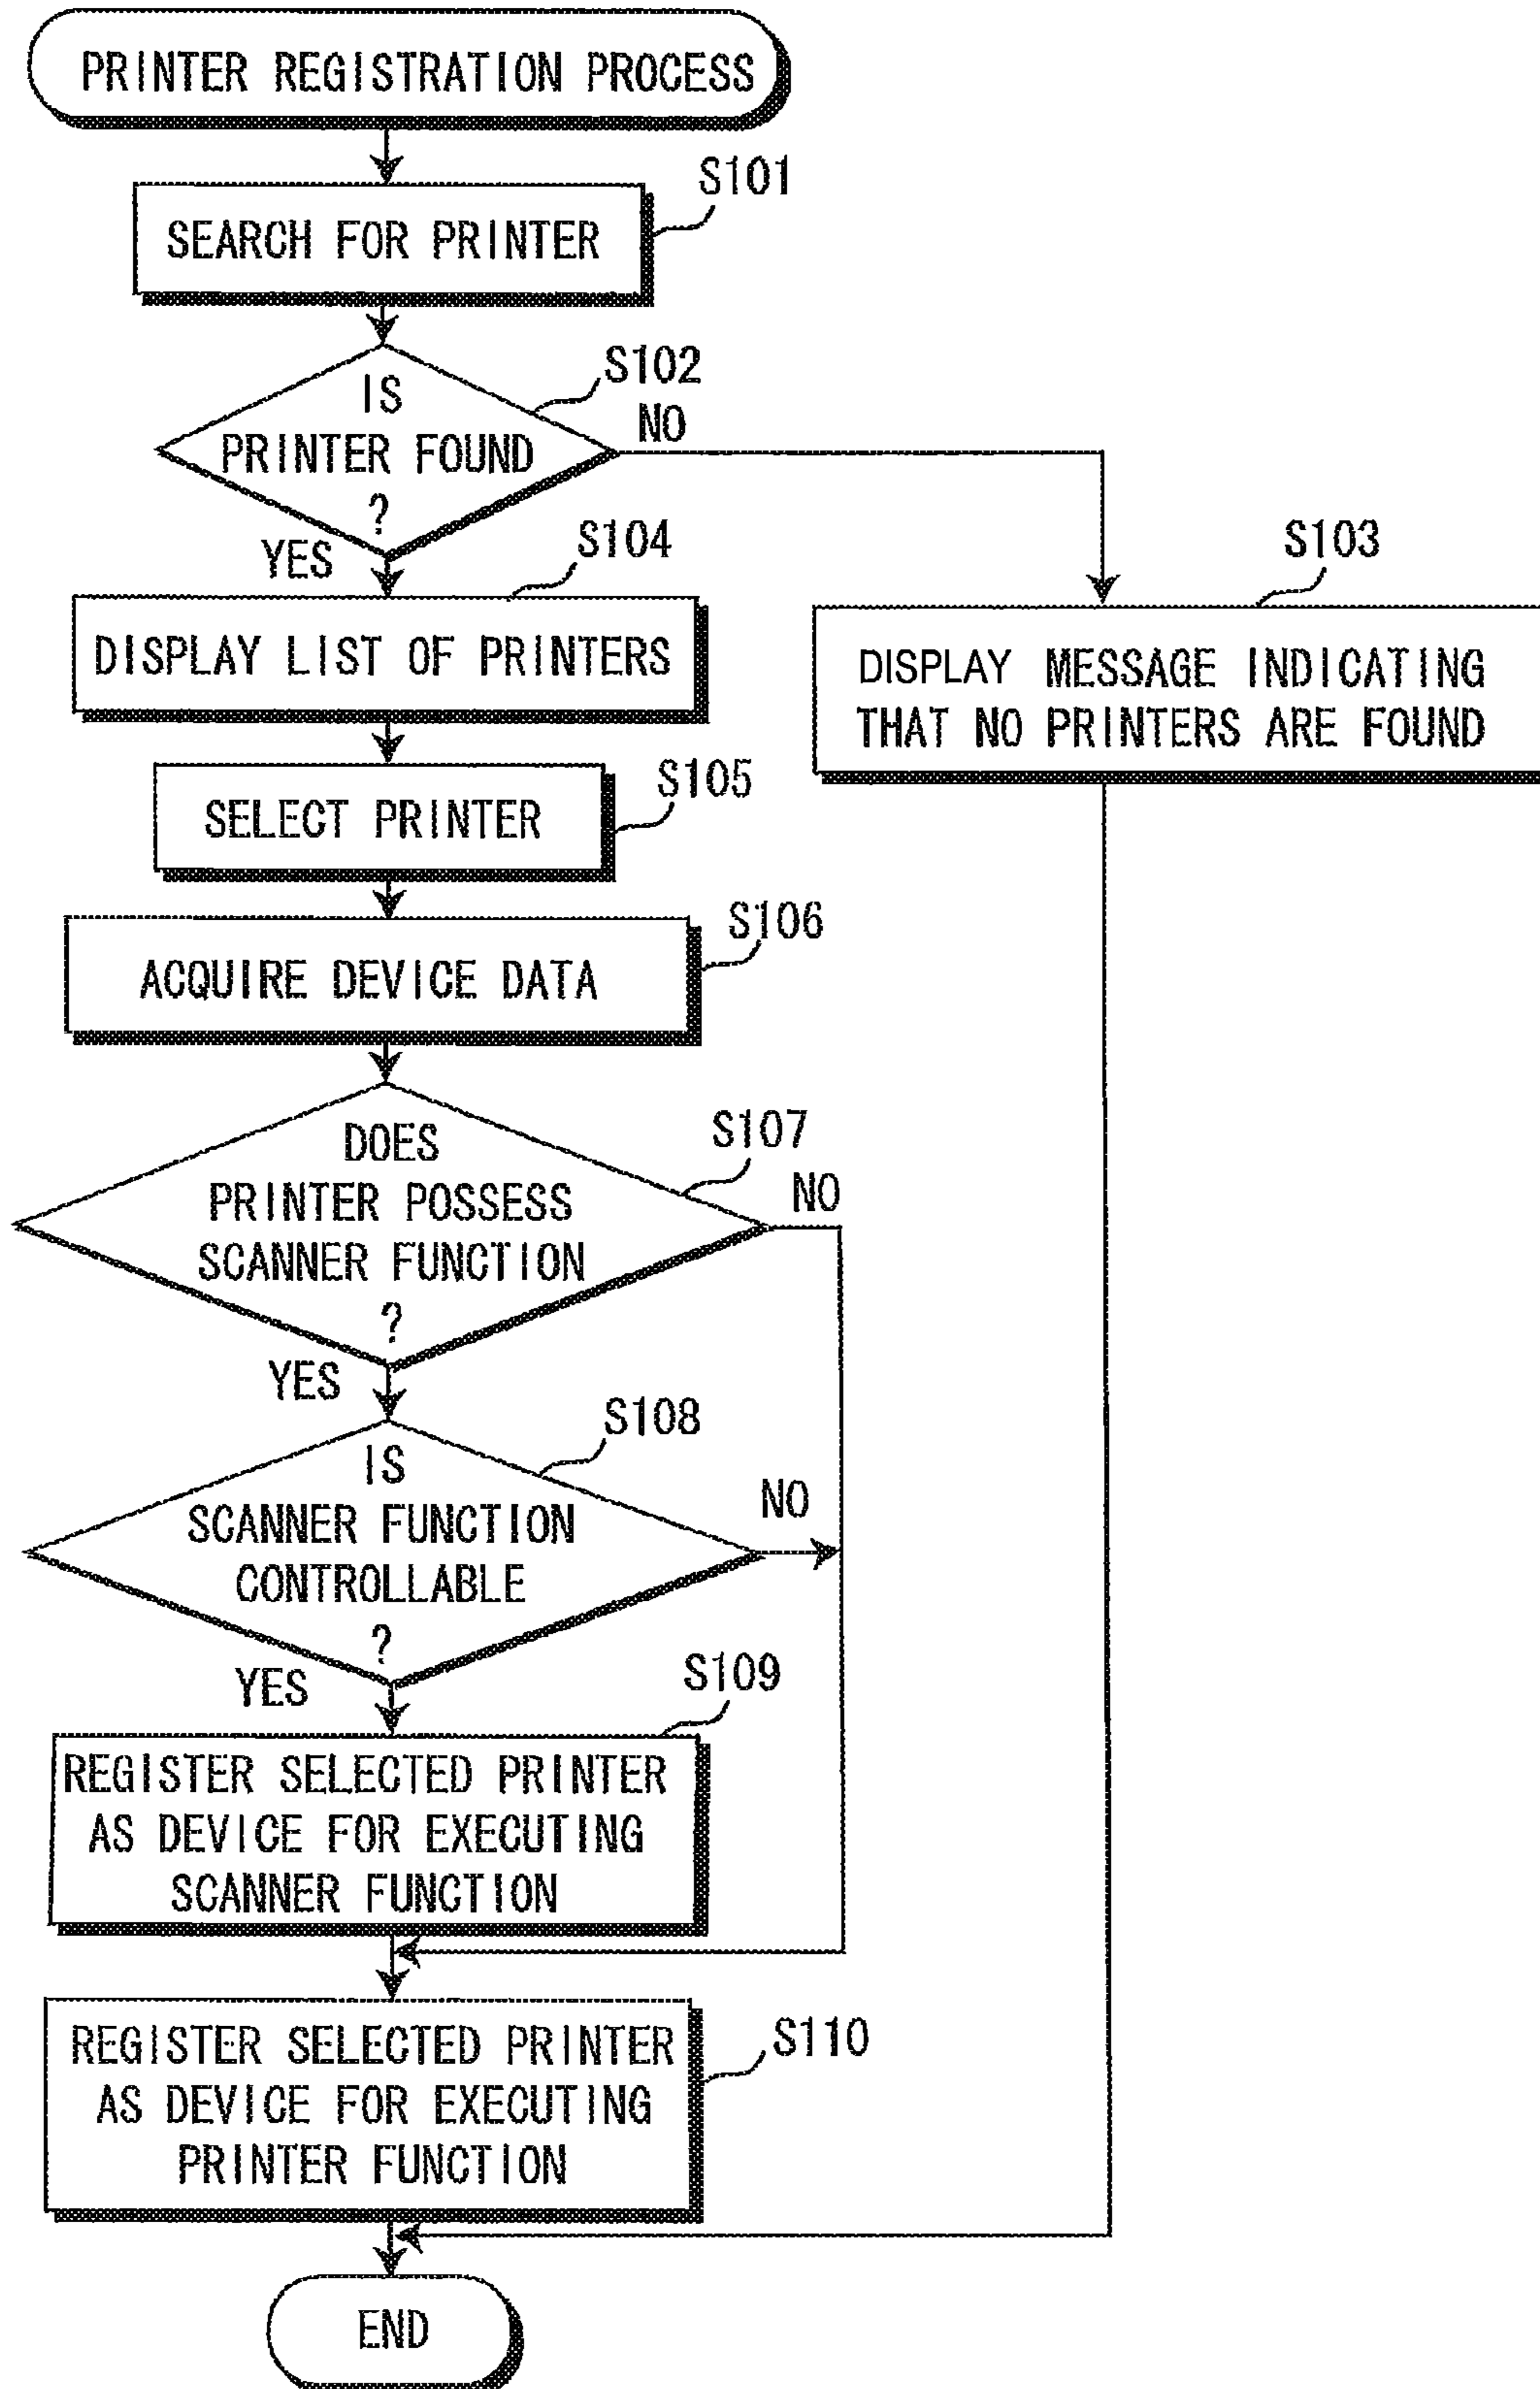 PRINTER REGISTRATION PROCESS
S101
SEARCH FOR PRINTER
S102
IS
PRINTER FOUND
?
NO
YES
S104
DISPLAY LIST OF PRINTERS
S103
DISPLAY MESSAGE INDICATING
THAT NO PRINTERS ARE FOUND
S105
SELECT PRINTER
S106
ACQUIRE DEVICE DATA
S107
DOES
PRINTER POSSESS
SCANNER FUNCTION
?
NO
YES
S108
IS
SCANNER FUNCTION
CONTROLLABLE
?
NO
YES
S109
REGISTER SELECTED PRINTER
AS DEVICE FOR EXECUTING
SCANNER FUNCTION
S110
REGISTER SELECTED PRINTER
AS DEVICE FOR EXECUTING
PRINTER FUNCTION
END